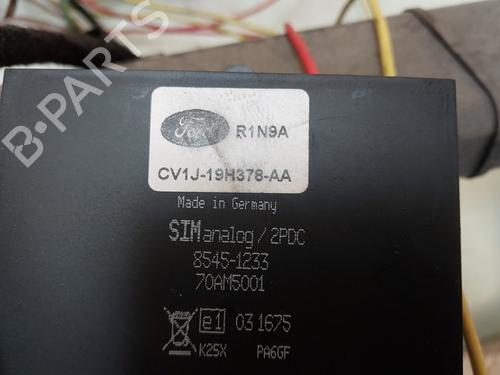 B-PARTS
Ford
R1N9A
CV1J-19H378-AA
Made in Germany
SIManalog/2PDC
8545-1233
70AM5001
e1 031675
K25X PA6GF